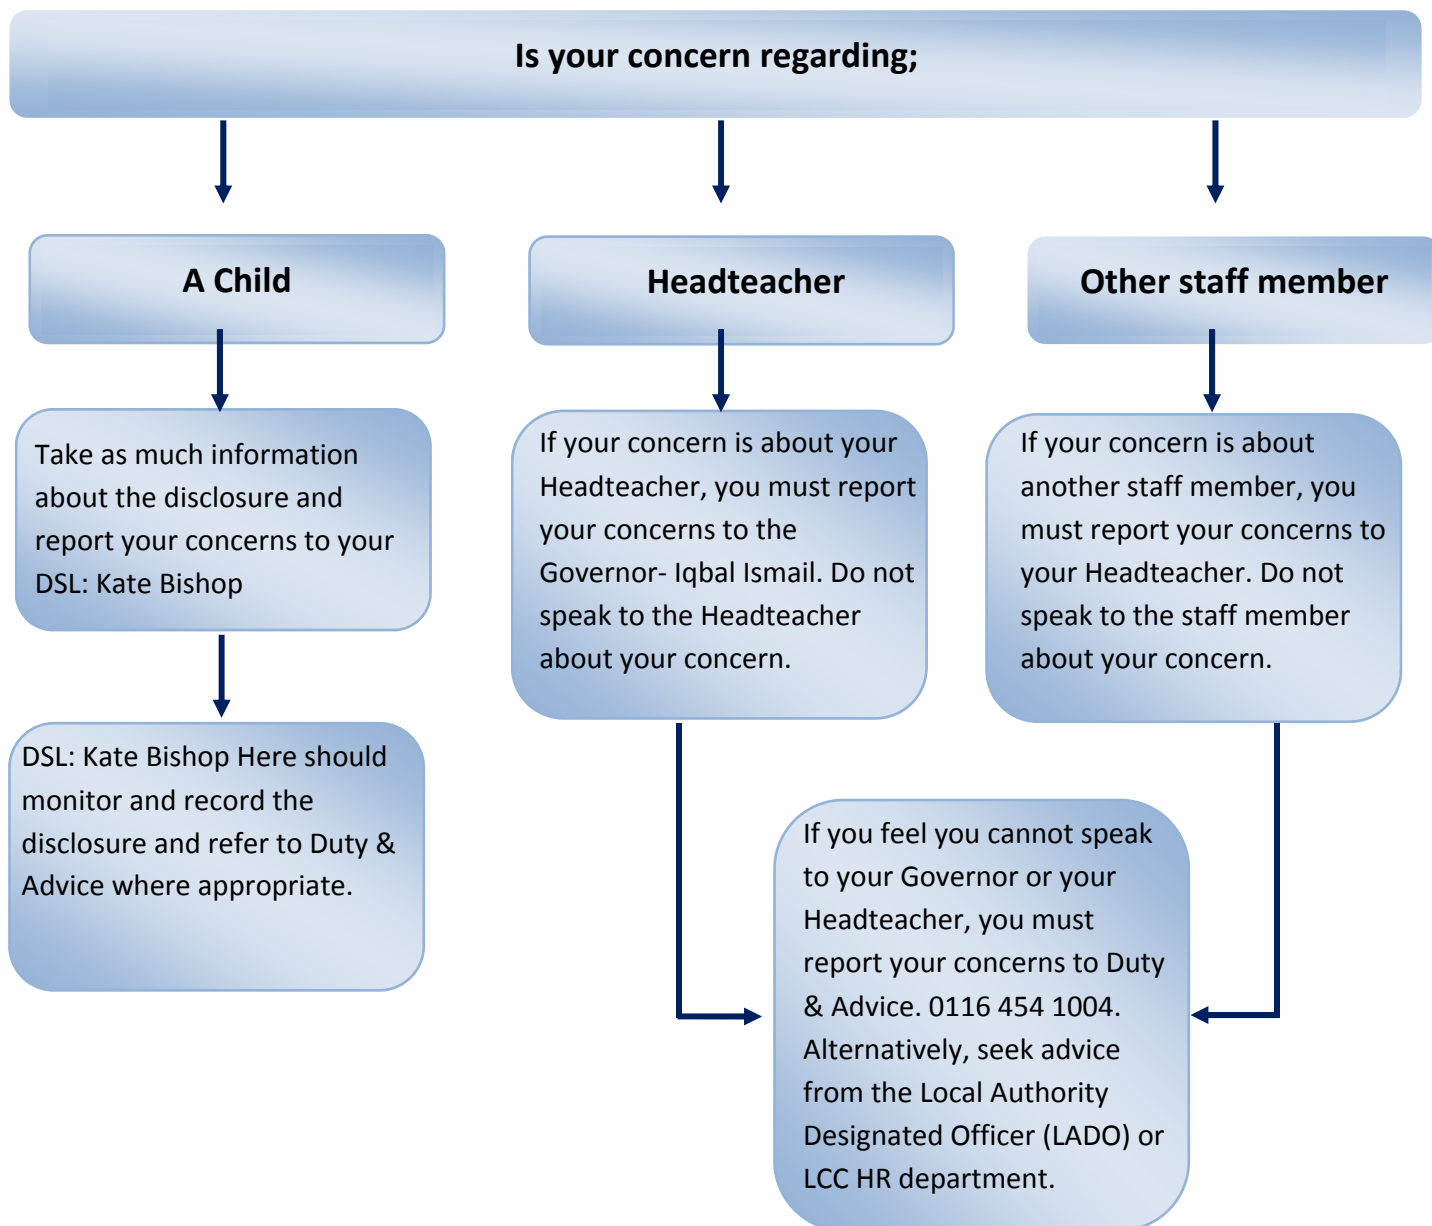 Is your concern regarding;
A Child
Headteacher
Other staff member
Take as much information
about the disclosure and
report your concerns to your
DSL: Kate Bishop
If your concern is about your
Headteacher, you must report
your concerns to the
Governor- Iqbal Ismail. Do not
speak to the Headteacher
about your concern.
If your concern is about
another staff member, you
must report your concerns to
your Headteacher. Do not
speak to the staff member
about your concern.
DSL: Kate Bishop Here should
monitor and record the
disclosure and refer to Duty &
Advice where appropriate.
If you feel you cannot speak
to your Governor or your
Headteacher, you must
report your concerns to Duty
& Advice. 0116 454 1004.
Alternatively, seek advice
from the Local Authority
Designated Officer (LADO) or
LCC HR department.